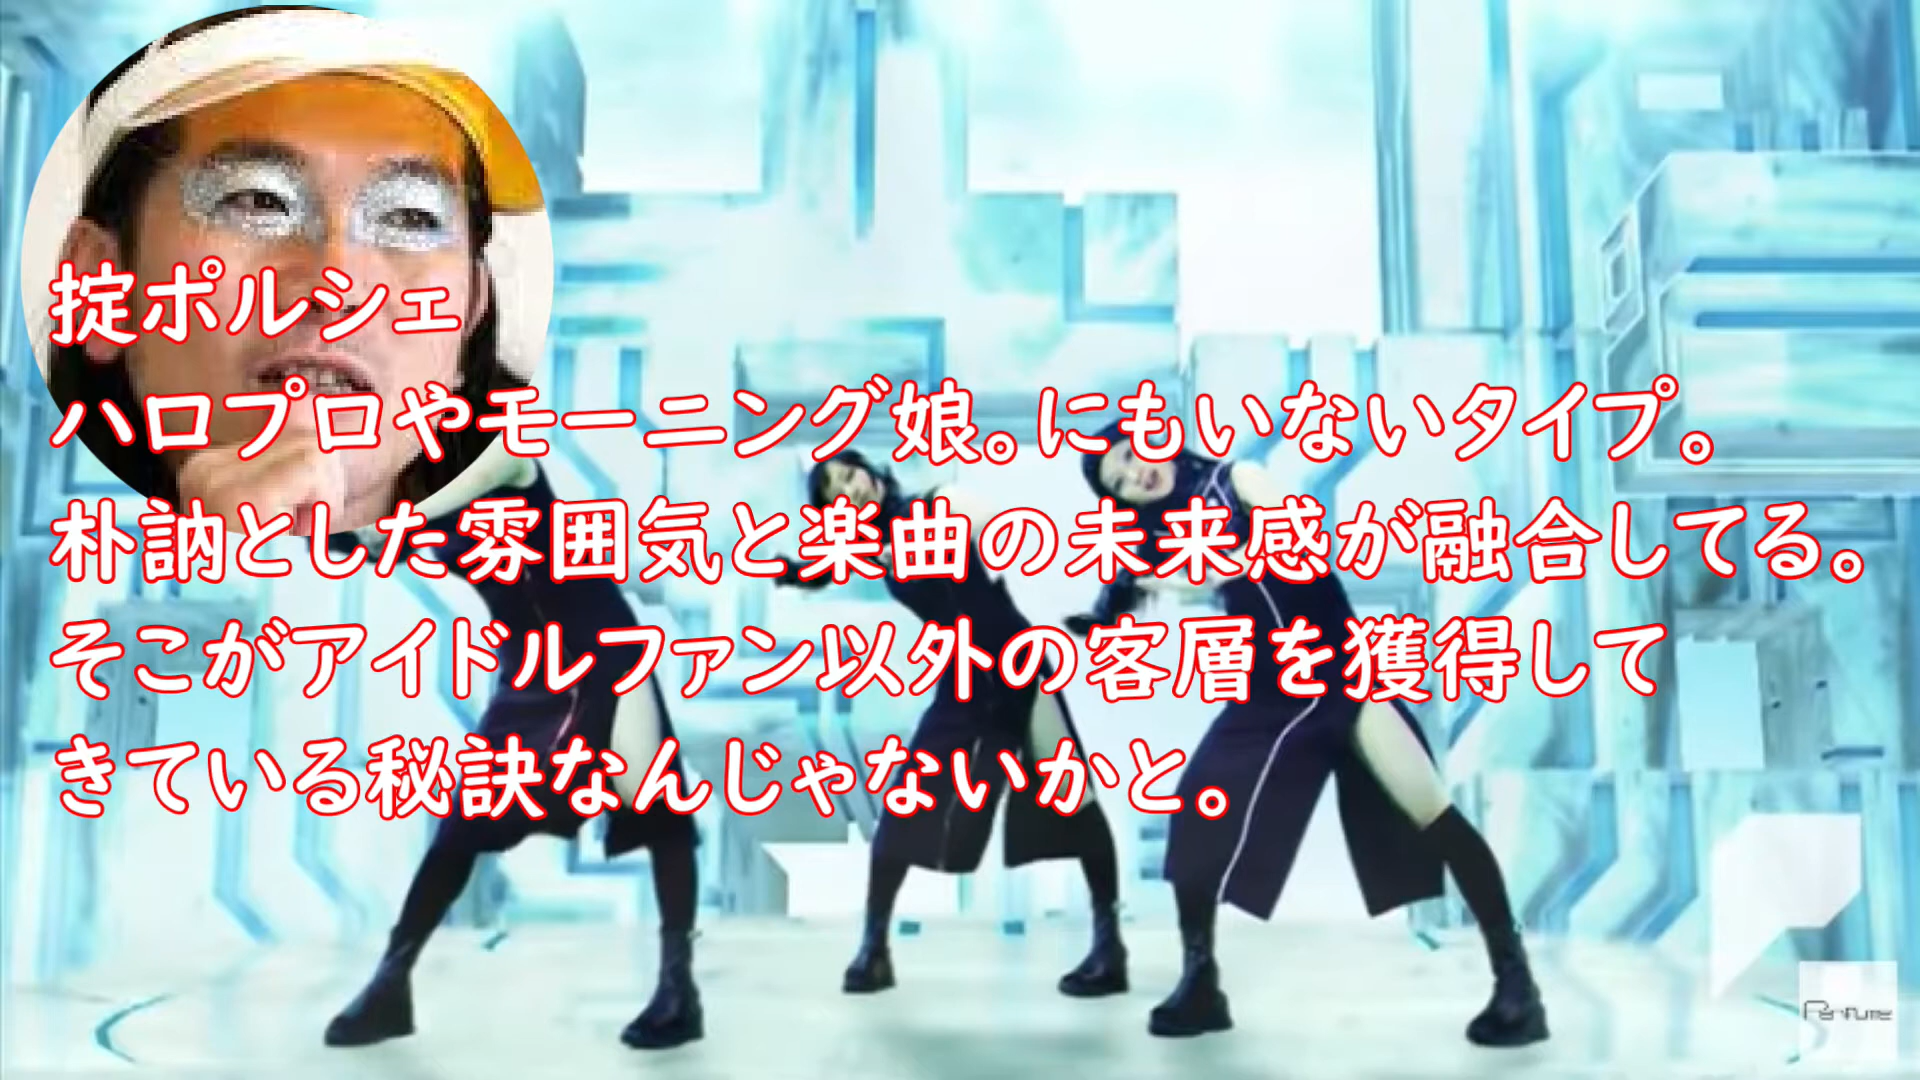 掟ポルシェ
ハロプロやモーニング娘。にもいないタイプ。
朴訥とした雰囲気と楽曲の未来感が融合してる。
そこがアイドルファン以外の客層を獲得して
きている秘訣なんじゃないかと。
Perfume